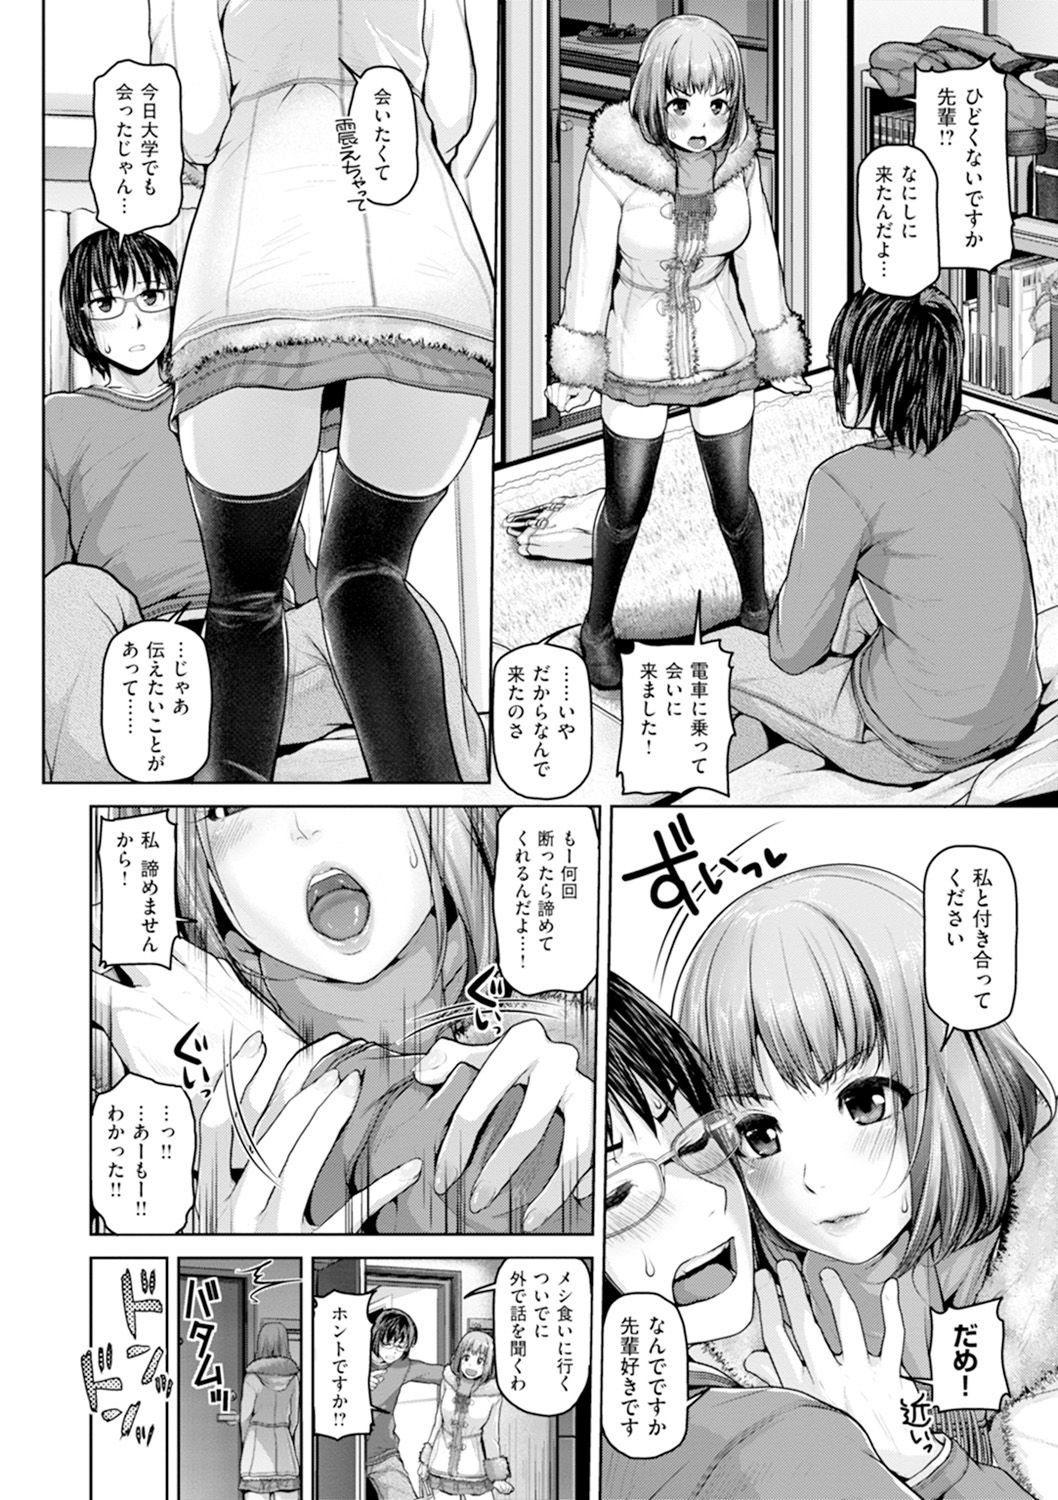 ひどくないですか
先輩!?
なにしに
来たんだよ…
電車に乗って
会いに
来ました!
……いや
だからなんで
来たのさ
会いたくて
震えちゃって
今日大学でも
会ったじゃん…
…じゃあ
伝えたいことが
あって……
私と付き合って
ください
ずいっ
だめ!
近いっ
なんでですか
先輩好きです
もー何回
断ったら諦めて
くれるんだよ…!
私 諦めません
から!
ぐいっ
ぐいっ
…っ!!
…あーもー!!
わかった!!
メシ食いに行く
ついでに
外で話を聞くわ
ホントですか!?
バタムッ
ドンドンッ